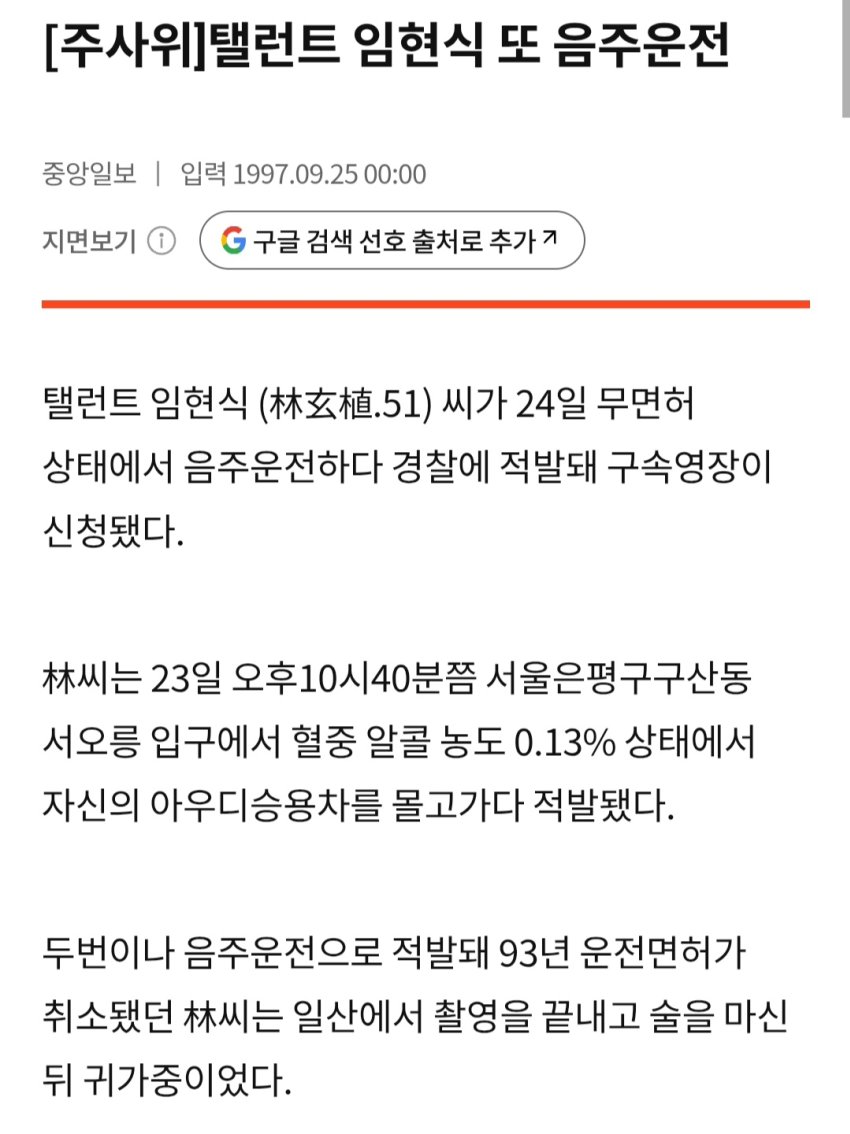 [주사위]탤런트 임현식 또 음주운전
중앙일보 | 입력 1997.09.25 00:00
지면보기 ⓘ G 구글 검색 선호 출처로 추가↗
탤런트 임현식 (林玄植.51) 씨가 24일 무면허
상태에서 음주운전하다 경찰에 적발돼 구속영장이
신청됐다.
林씨는 23일 오후10시40분쯤 서울은평구구산동
서오릉 입구에서 혈중 알콜 농도 0.13% 상태에서
자신의 아우디승용차를 몰고가다 적발됐다.
두번이나 음주운전으로 적발돼 93년 운전면허가
취소됐던 林씨는 일산에서 촬영을 끝내고 술을 마신
뒤 귀가중이었다.